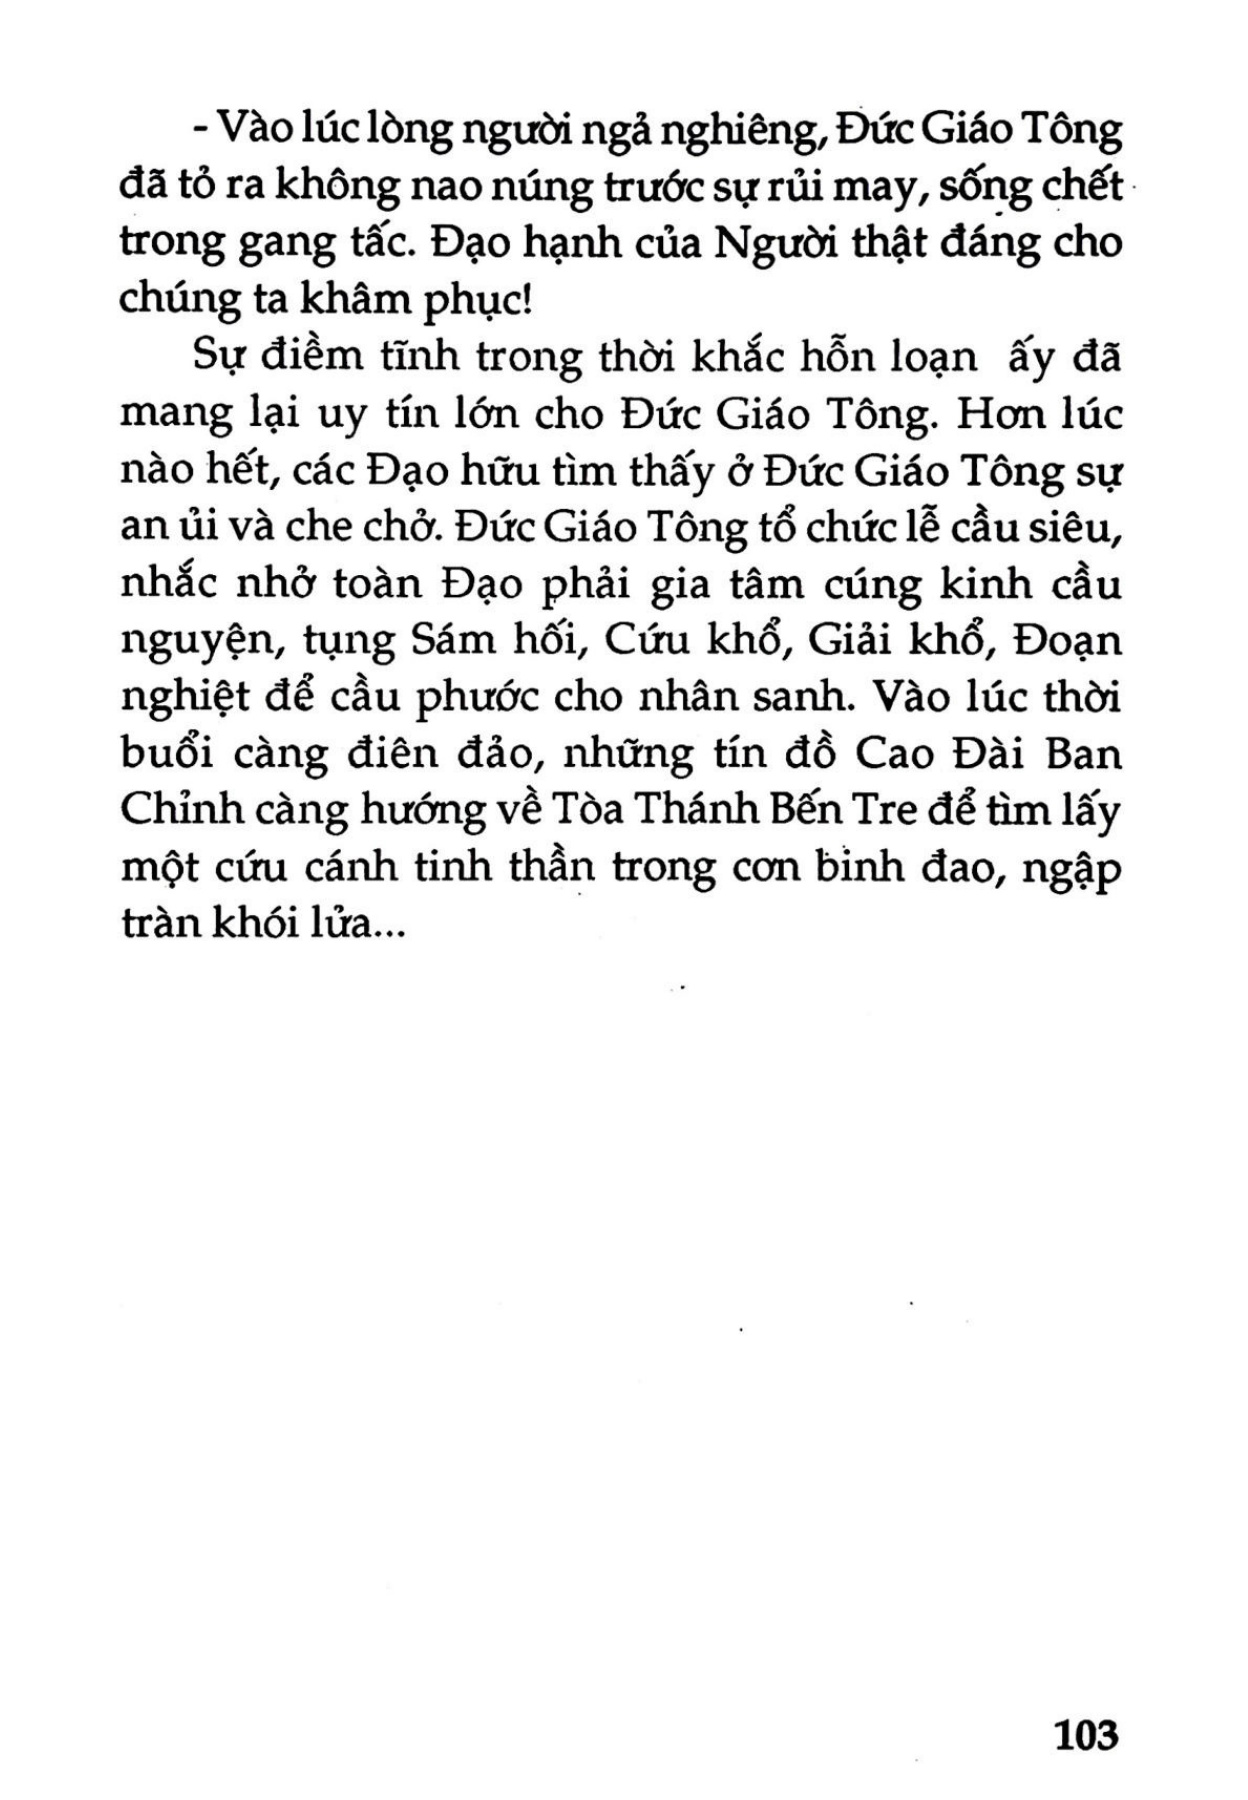 - Vào lúc lòng người ngả nghiêng, Đức Giáo Tông
đã tỏ ra không nao núng trước sự rủi may, sống chết
trong gang tấc. Đạo hạnh của Người thật đáng cho
chúng ta khâm phục!
Sự điềm tĩnh trong thời khắc hỗn loạn ấy đã
mang lại uy tín lớn cho Đức Giáo Tông. Hơn lúc
nào hết, các Đạo hữu tìm thấy ở Đức Giáo Tông sự
an ủi và che chở. Đức Giáo Tông tổ chức lễ cầu siêu,
nhắc nhở toàn Đạo phải gia tâm cúng kinh cầu
nguyện, tụng Sám hối, Cứu khổ, Giải khổ, Đoạn
nghiệt để cầu phước cho nhân sanh. Vào lúc thời
buổi càng điên đảo, những tín đồ Cao Đài Ban
Chỉnh càng hướng về Tòa Thánh Bến Tre để tìm lấy
một cứu cánh tinh thần trong cơn binh đao, ngập
tràn khói lửa...
103